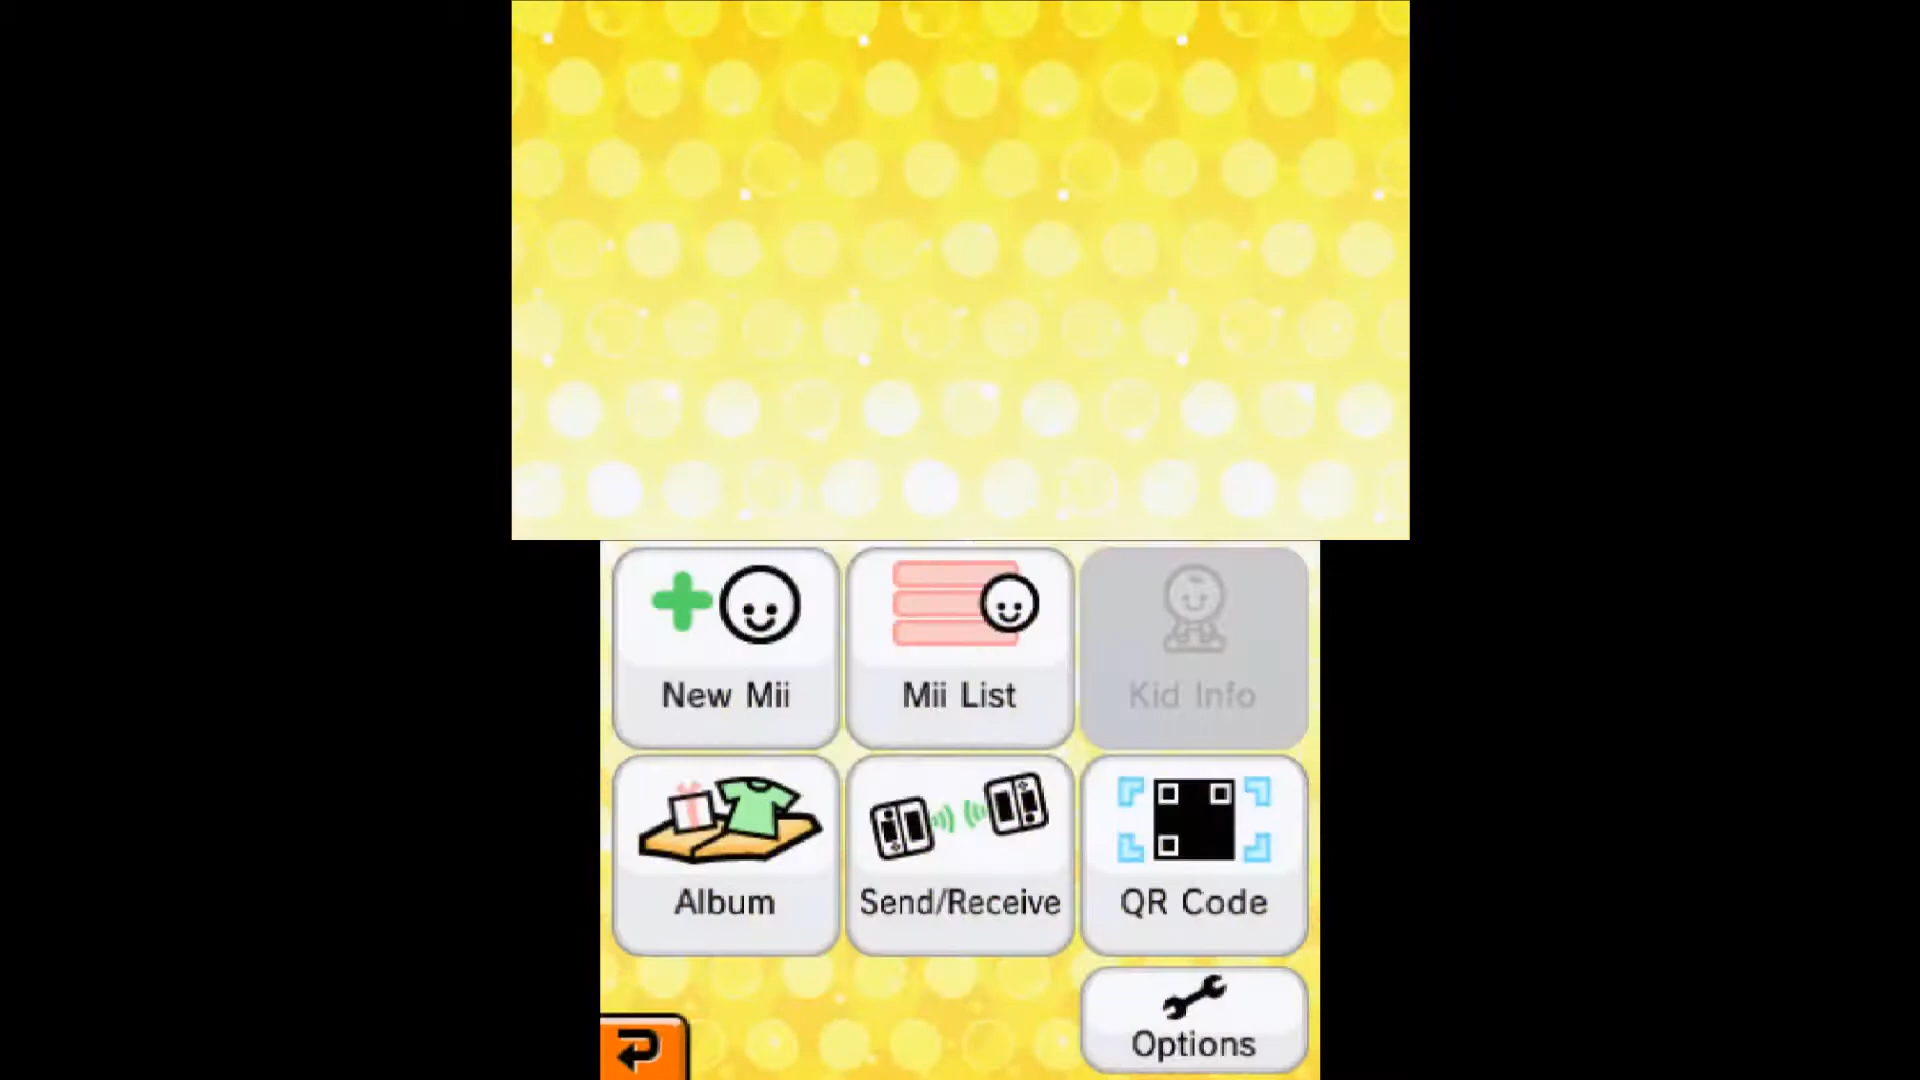 New Mii
Mii List
Kid Info
Album
Send/Receive
QR Code
Options